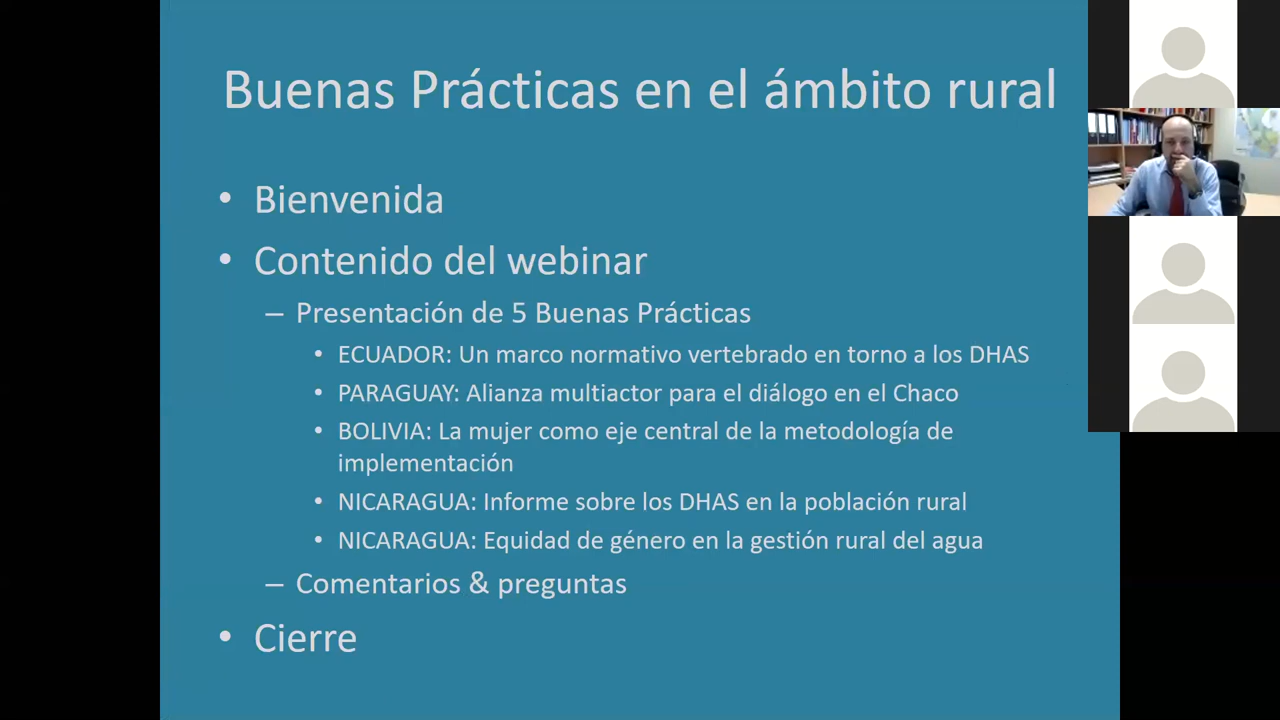 Buenas Prácticas en el ámbito rural
• Bienvenida
• Contenido del webinar
– Presentación de 5 Buenas Prácticas
• ECUADOR: Un marco normativo vertebrado en torno a los DHAS
• PARAGUAY: Alianza multiactor para el diálogo en el Chaco
• BOLIVIA: La mujer como eje central de la metodología de
implementación
• NICARAGUA: Informe sobre los DHAS en la población rural
• NICARAGUA: Equidad de género en la gestión rural del agua
– Comentarios & preguntas
• Cierre